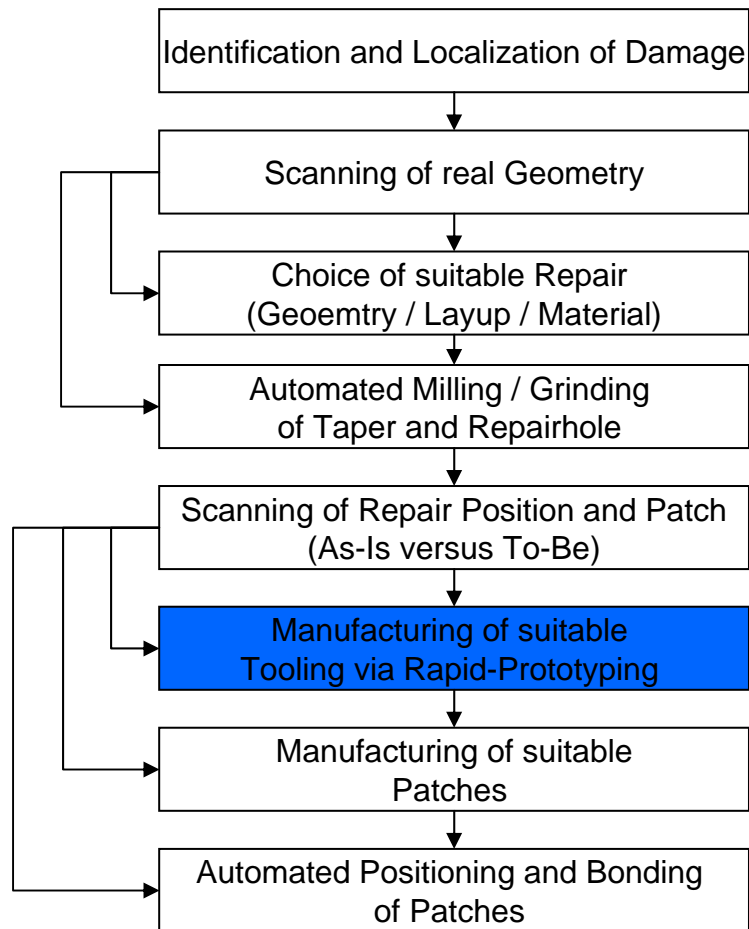 Identification and Localization of Damage
Scanning of real Geometry
Choice of suitable Repair
(Geoemtry / Layup / Material)
Automated Milling / Grinding
of Taper and Repairhole
Scanning of Repair Position and Patch
(As-Is versus To-Be)
Manufacturing of suitable
Tooling via Rapid-Prototyping
Manufacturing of suitable
Patches
Automated Positioning and Bonding
of Patches